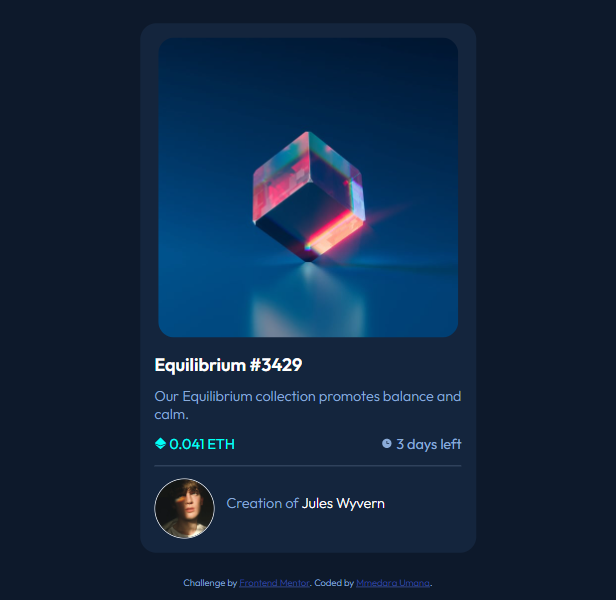 Equilibrium #3429
Our Equilibrium collection promotes balance and
calm.
0.041 ETH
3 days left
Creation of Jules Wyvern
Challenge by Frontend Mentor. Coded by Mmedara Umana.